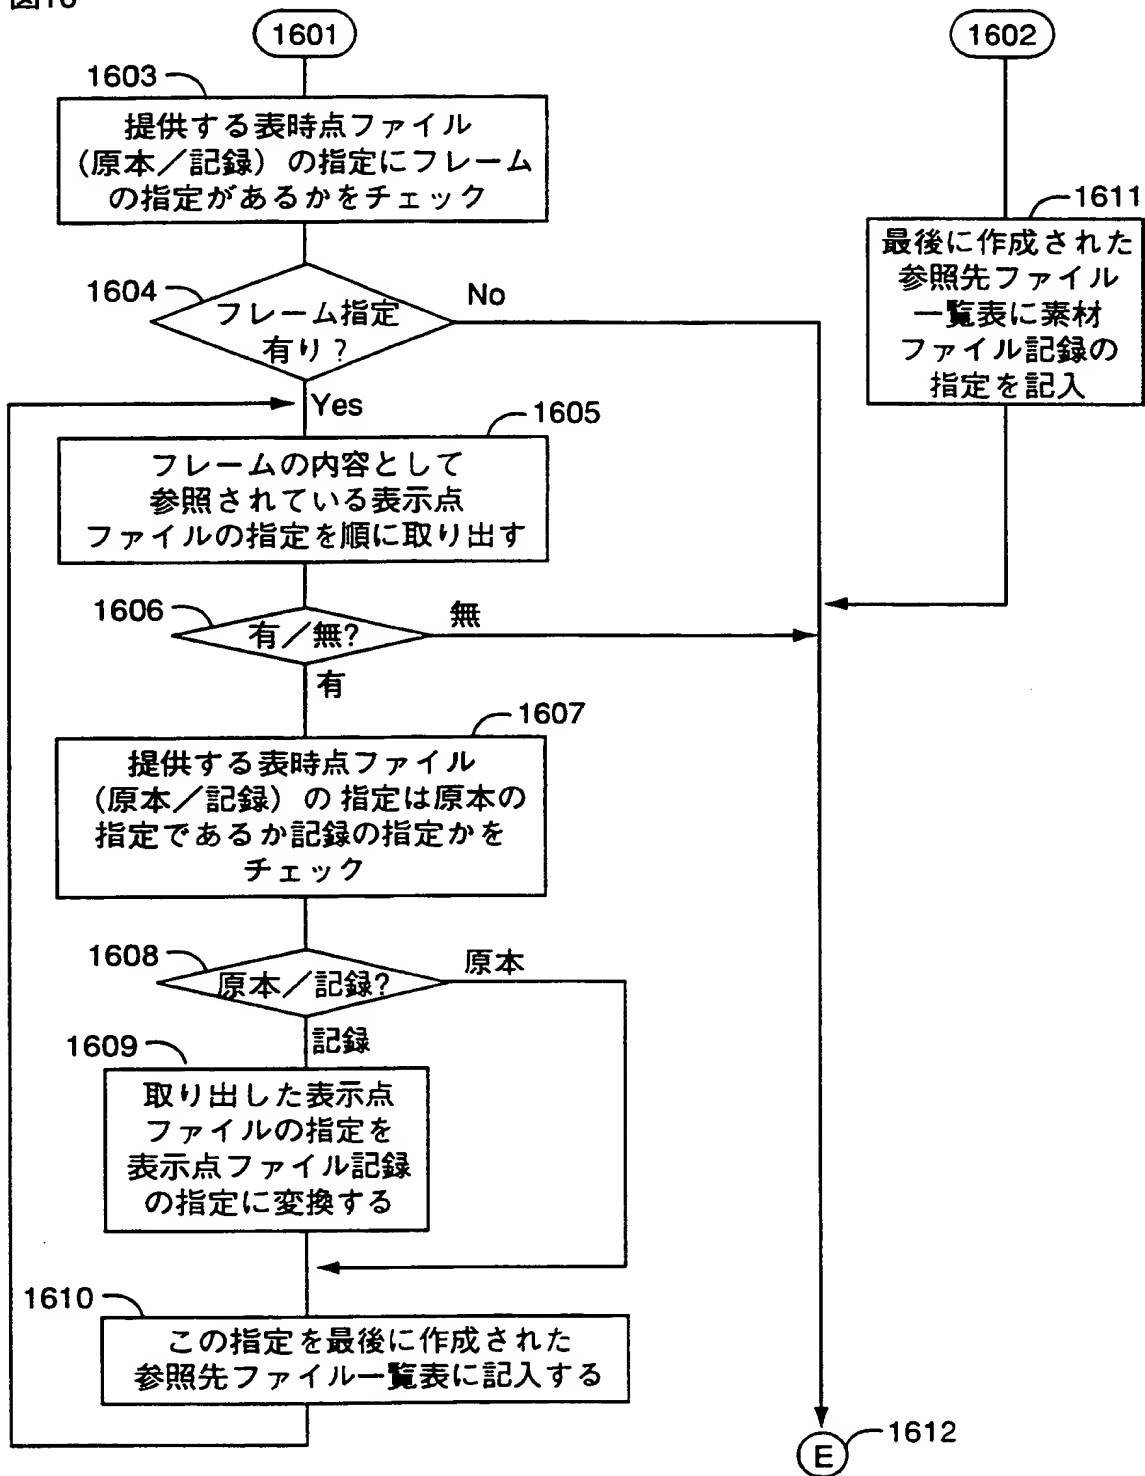 図16
1601
1602
1603
提供する表時点ファイル
(原本／記録) の指定にフレーム
の指定があるかをチェック
1611
最後に作成された
参照先ファイル
一覧表に素材
ファイル記録の
指定を記入
1604
フレーム指定
有り?
No
Yes
1605
フレームの内容として
参照されている表示点
ファイルの指定を順に取り出す
1606
有／無?
無
有
1607
提供する表時点ファイル
(原本／記録) の指定は原本の
指定であるか記録の指定かを
チェック
1608
原本／記録?
原本
記録
1609
取り出した表示点
ファイルの指定を
表示点ファイル記録
の指定に変換する
1610
この指定を最後に作成された
参照先ファイル一覧表に記入する
E
1612